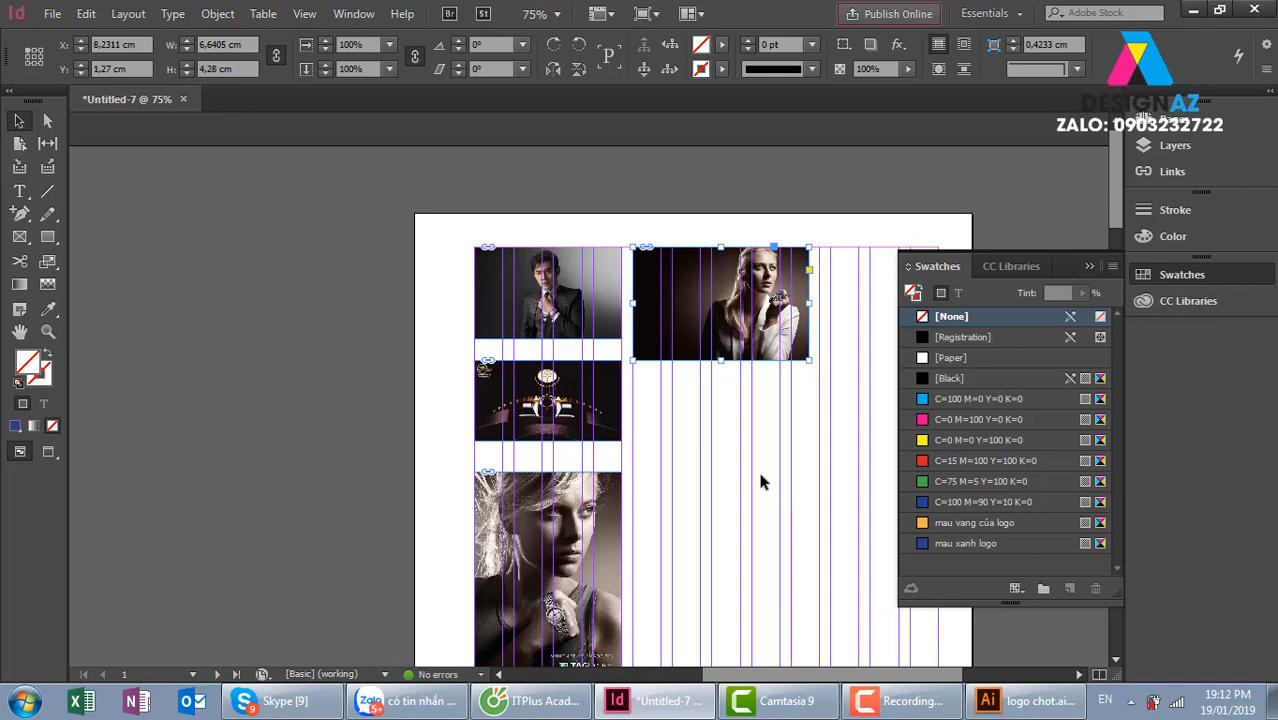 Id File Edit Layout Type Object Table View Window Help Br St 75% Publish Online Essentials Adobe Stock
X: 8,2311 cm W: 6,6405 cm 100% 0° P 0 pt fx. 0,4233 cm
Y: 1,27 cm H: 4,28 cm 100% 0° 100%
*Untitled-7 @ 75%
DESIGNAZ
ZALO: 0903232722
Layers
Links
Stroke
Color
Swatches
CC Libraries
Swatches CC Libraries
T Tint: %
[None]
[Registration]
[Paper]
[Black]
C=100 M=0 Y=0 K=0
C=0 M=100 Y=0 K=0
C=0 M=0 Y=100 K=0
C=15 M=100 Y=100 K=0
C=75 M=5 Y=100 K=0
C=100 M=90 Y=10 K=0
mau vang của logo
mau xanh logo
1 [Basic] (working) No errors
Skype [9] có tin nhắn ... ITPlus Acad... *Untitled-7 ... Camtasia 9 Recording... logo chot.ai... EN
19:12 PM
19/01/2019